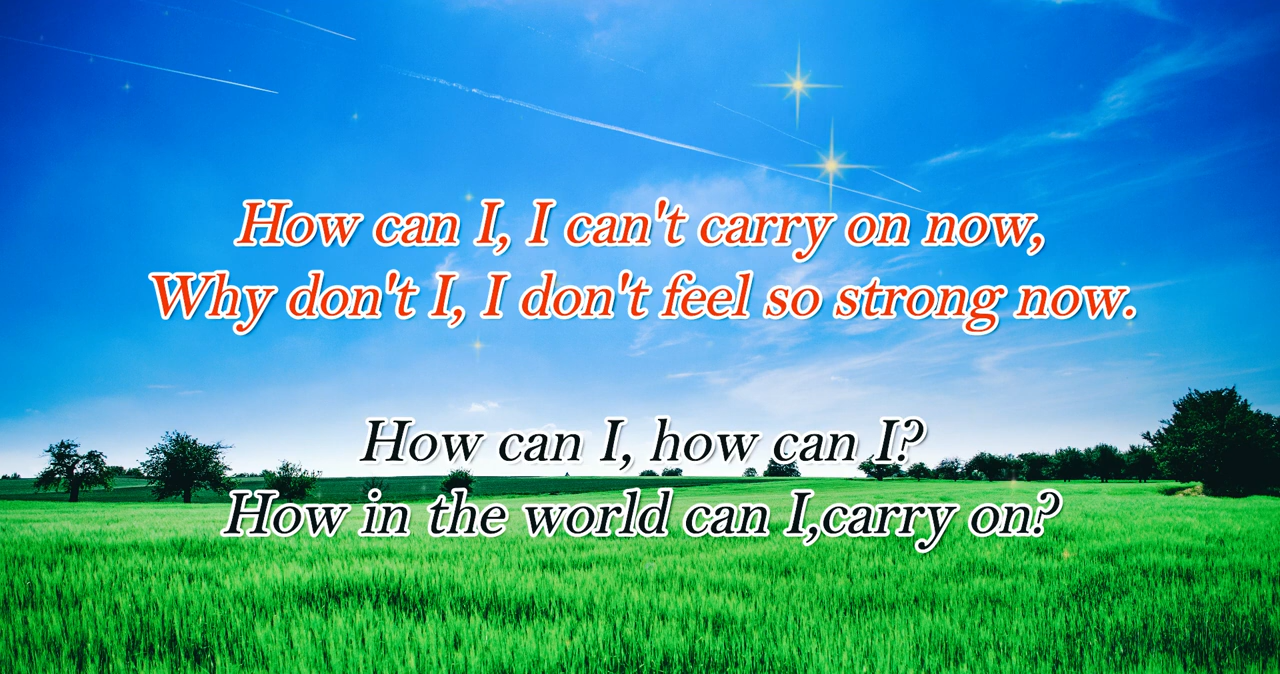 How can I, I can't carry on now,
Why don't I, I don't feel so strong now.
How can I, how can I?
How in the world can I,carry on?